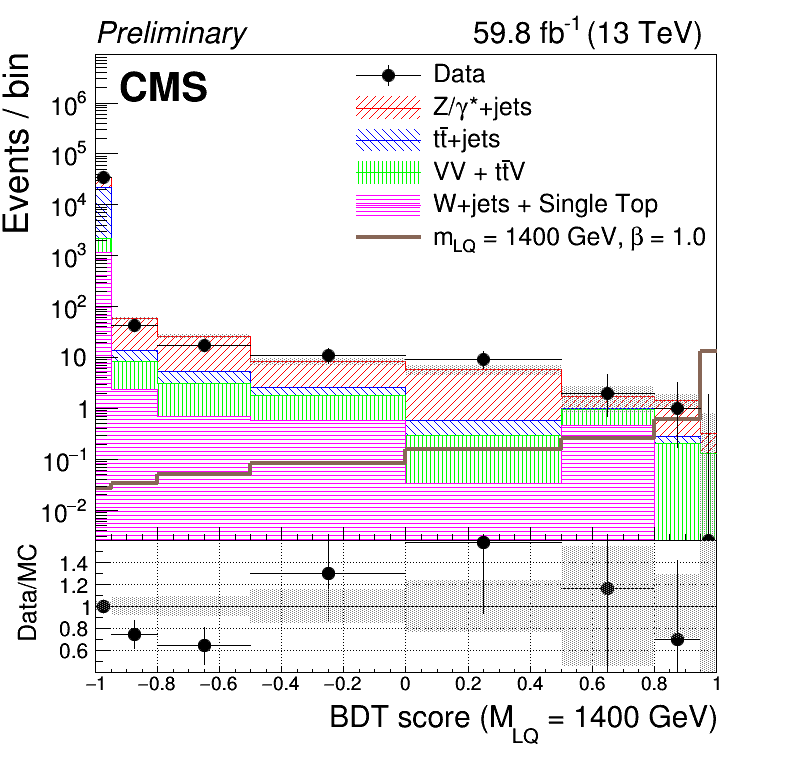 Preliminary 59.8 fb⁻¹ (13 TeV)
CMS
Events / bin
Data
Z/γ*+jets
tt̄+jets
VV + tt̄V
W+jets + Single Top
m_LQ = 1400 GeV, β = 1.0
10⁶
10⁵
10⁴
10³
10²
10
1
10⁻¹
10⁻²
Data/MC
1.4
1.2
1
0.8
0.6
−1 −0.8 −0.6 −0.4 −0.2 0 0.2 0.4 0.6 0.8 1
BDT score (M_LQ = 1400 GeV)